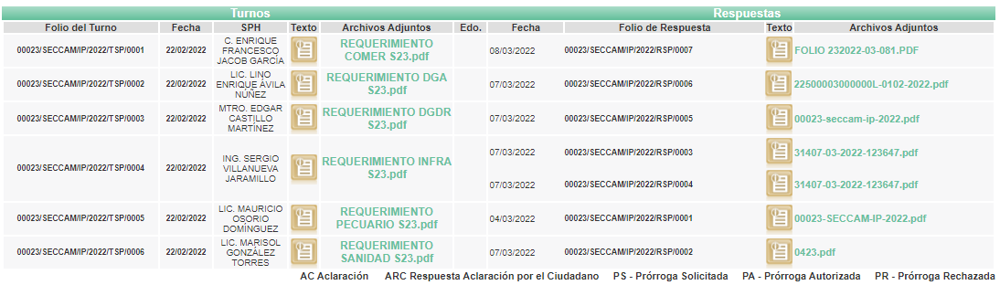 Turnos Respuestas
Folio del Turno Fecha SPH Texto Archivos Adjuntos Edo. Fecha Folio de Respuesta Texto Archivos Adjuntos
00023/SECCAM/IP/2022/TSP/0001 22/02/2022 C. ENRIQUE FRANCESCO JACOB GARCÍA REQUERIMIENTO COMER S23.pdf 08/03/2022 00023/SECCAM/IP/2022/RSP/0007 FOLIO 232022-03-081.PDF
00023/SECCAM/IP/2022/TSP/0002 22/02/2022 LIC. LINO ENRIQUE ÁVILA NÚÑEZ REQUERIMIENTO DGA S23.pdf 07/03/2022 00023/SECCAM/IP/2022/RSP/0006 22500003000000L-0102-2022.pdf
00023/SECCAM/IP/2022/TSP/0003 22/02/2022 MTRO. EDGAR CASTILLO MARTÍNEZ REQUERIMIENTO DGDR S23.pdf 07/03/2022 00023/SECCAM/IP/2022/RSP/0005 00023-seccam-ip-2022.pdf
00023/SECCAM/IP/2022/TSP/0004 22/02/2022 ING. SERGIO VILLANUEVA JARAMILLO REQUERIMIENTO INFRA S23.pdf 07/03/2022 00023/SECCAM/IP/2022/RSP/0003 31407-03-2022-123647.pdf
07/03/2022 00023/SECCAM/IP/2022/RSP/0004 31407-03-2022-123647.pdf
00023/SECCAM/IP/2022/TSP/0005 22/02/2022 LIC. MAURICIO OSORIO DOMÍNGUEZ REQUERIMIENTO PECUARIO S23.pdf 04/03/2022 00023/SECCAM/IP/2022/RSP/0001 00023-SECCAM-IP-2022.pdf
00023/SECCAM/IP/2022/TSP/0006 22/02/2022 LIC. MARISOL GONZÁLEZ TORRES REQUERIMIENTO SANIDAD S23.pdf 07/03/2022 00023/SECCAM/IP/2022/RSP/0002 0423.pdf
AC Aclaración ARC Respuesta Aclaración por el Ciudadano PS - Prórroga Solicitada PA - Prórroga Autorizada PR - Prórroga Rechazada